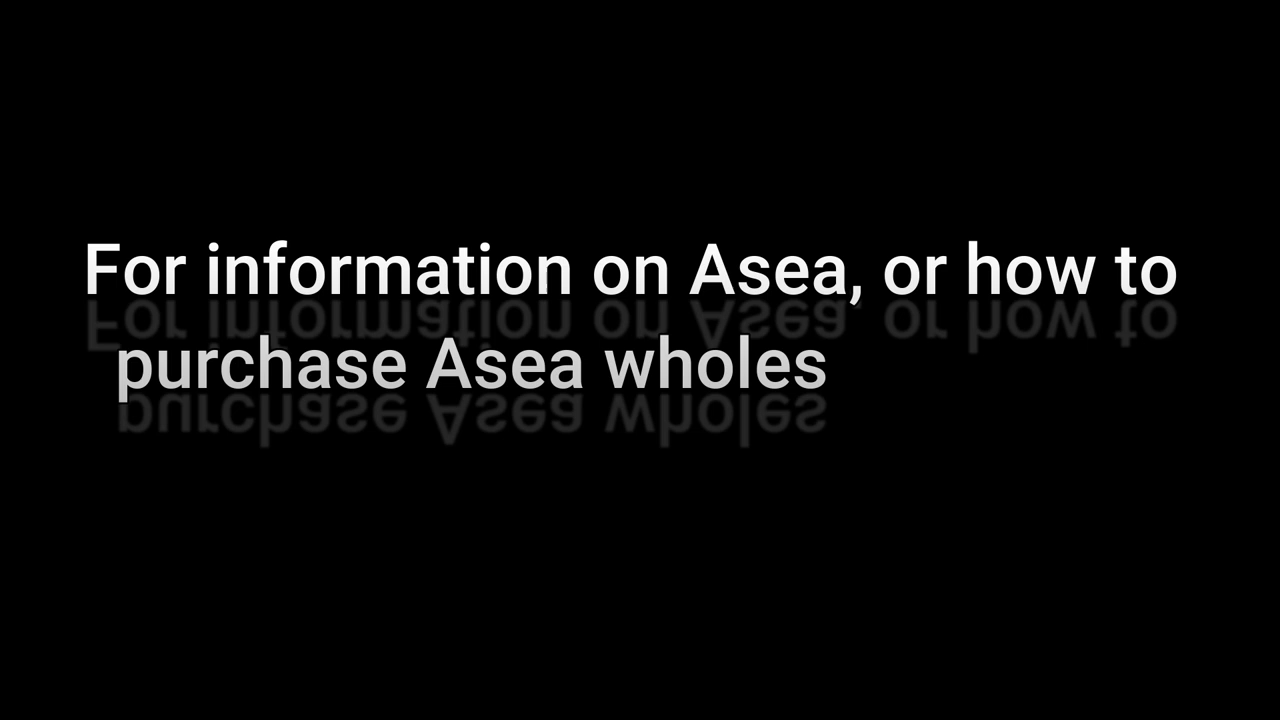 For information on Asea, or how to
purchase Asea wholes